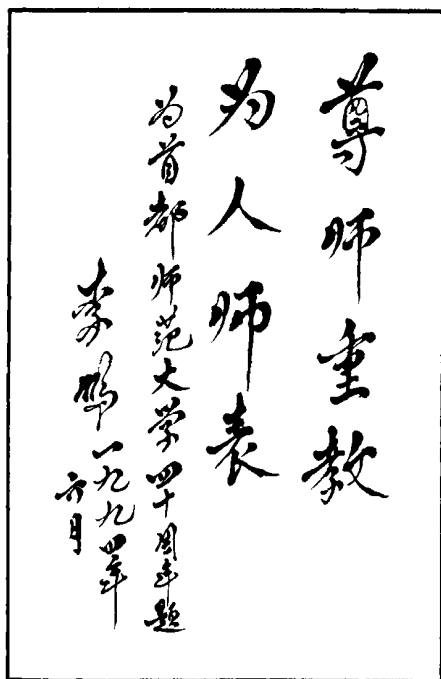 尊师重教
为人师表
为首都师范大学四十周年题
李鹏
一九九四年
六月